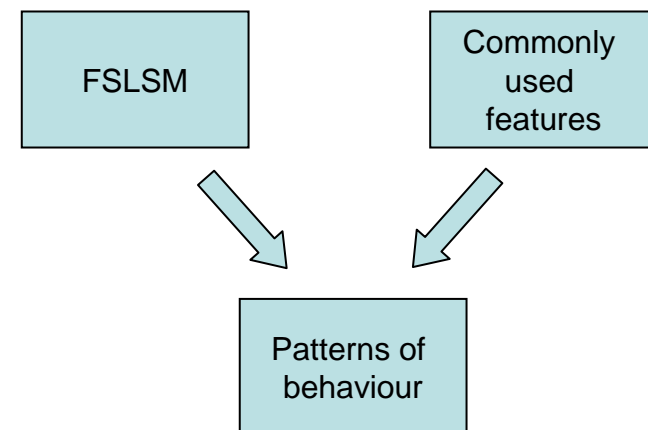 FSLSM
Commonly
used
features
Patterns of
behaviour